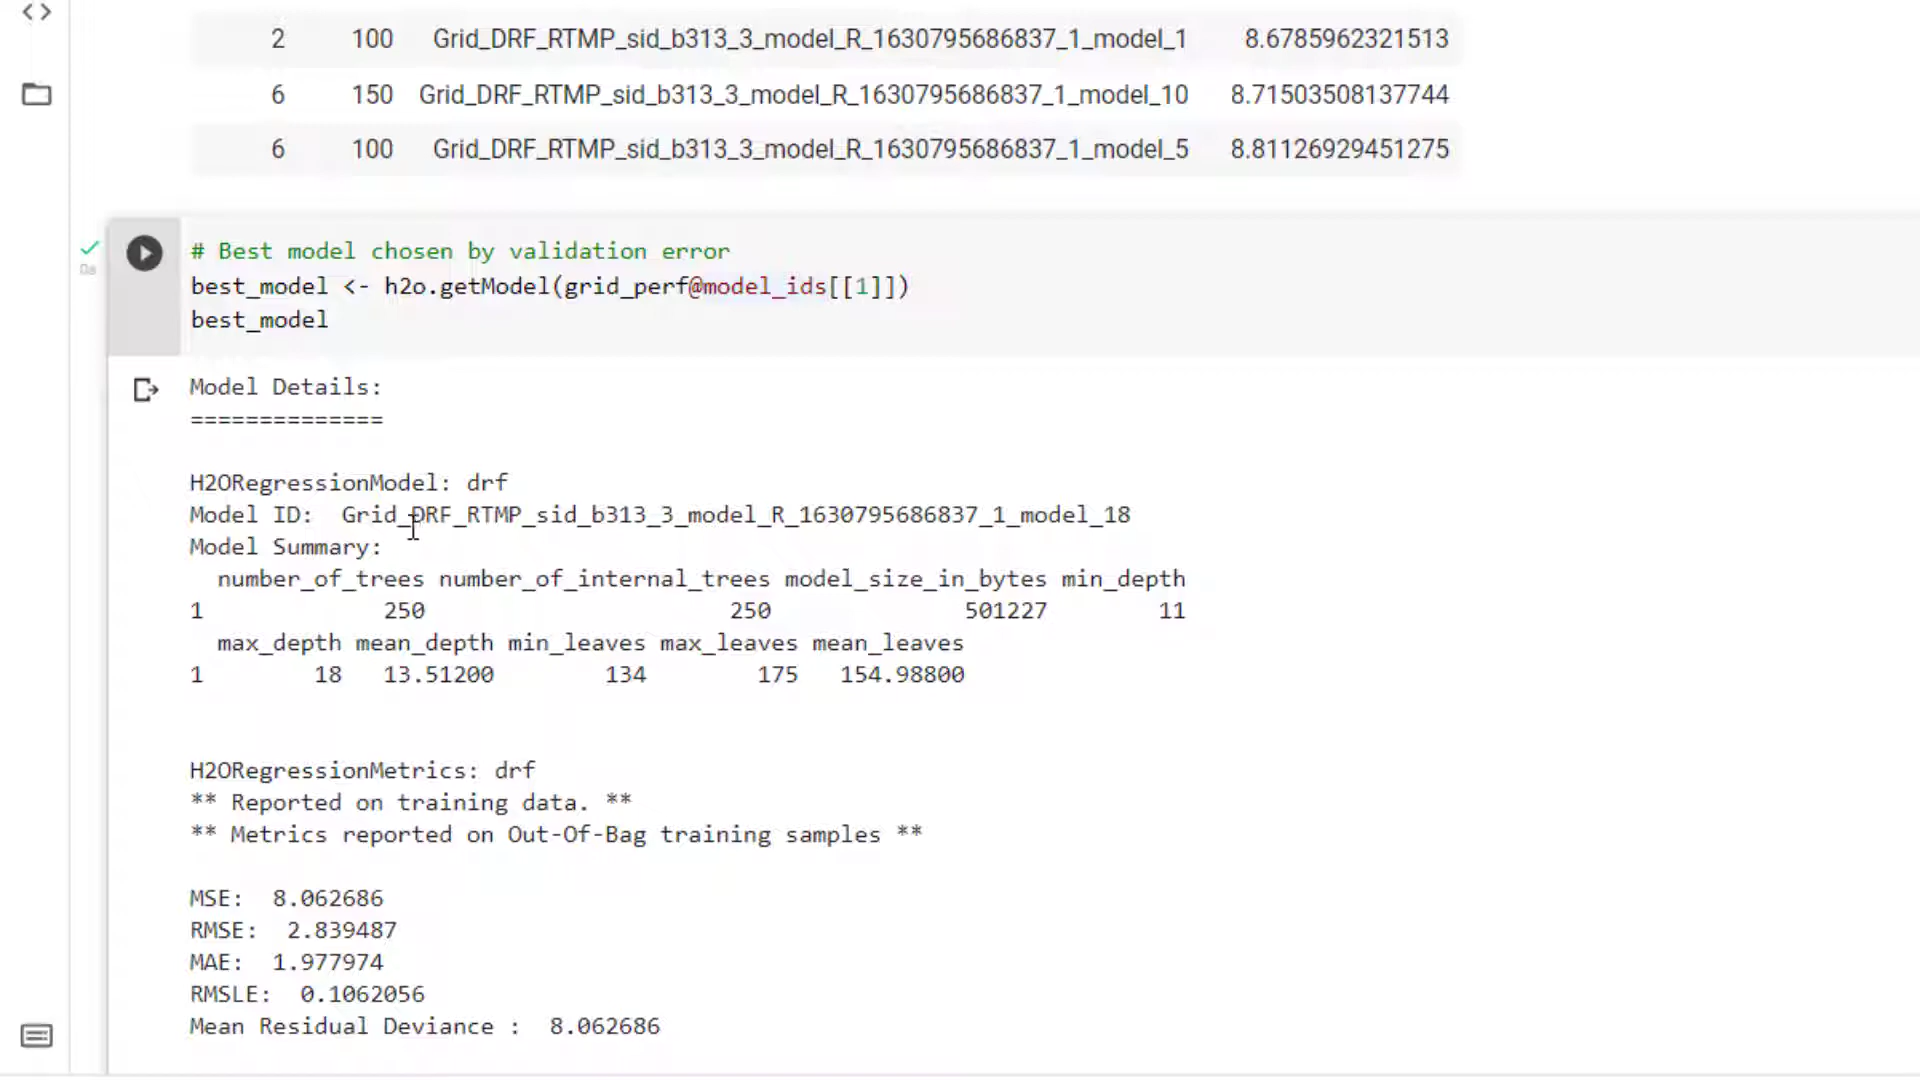 2 100 Grid_DRF_RTMP_sid_b313_3_model_R_1630795686837_1_model_1 8.6785962321513
6 150 Grid_DRF_RTMP_sid_b313_3_model_R_1630795686837_1_model_10 8.71503508137744
6 100 Grid_DRF_RTMP_sid_b313_3_model_R_1630795686837_1_model_5 8.81126929451275
# Best model chosen by validation error
best_model <- h2o.getModel(grid_perf@model_ids[[1]])
best_model
0s
Model Details:
==============
H2ORegressionModel: drf
Model ID:  Grid_DRF_RTMP_sid_b313_3_model_R_1630795686837_1_model_18
Model Summary:
number_of_trees number_of_internal_trees model_size_in_bytes min_depth
1 250 250 501227 11
max_depth mean_depth min_leaves max_leaves mean_leaves
1 18 13.51200 134 175 154.98800
H2ORegressionMetrics: drf
** Reported on training data. **
** Metrics reported on Out-Of-Bag training samples **
MSE:  8.062686
RMSE:  2.839487
MAE:  1.977974
RMSLE:  0.1062056
Mean Residual Deviance :  8.062686